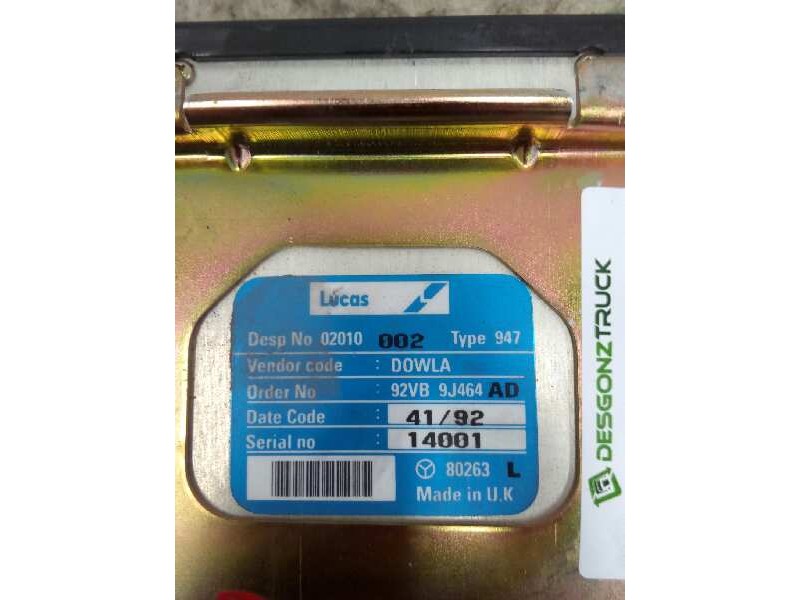 Lucas
Desp No 02010 002 Type 947
Vendor code : DOWLA
Order No : 92VB 9J464 AD
Date Code : 41/92
Serial no : 14001
80263 L
Made in U.K
DESGONZTRUCK